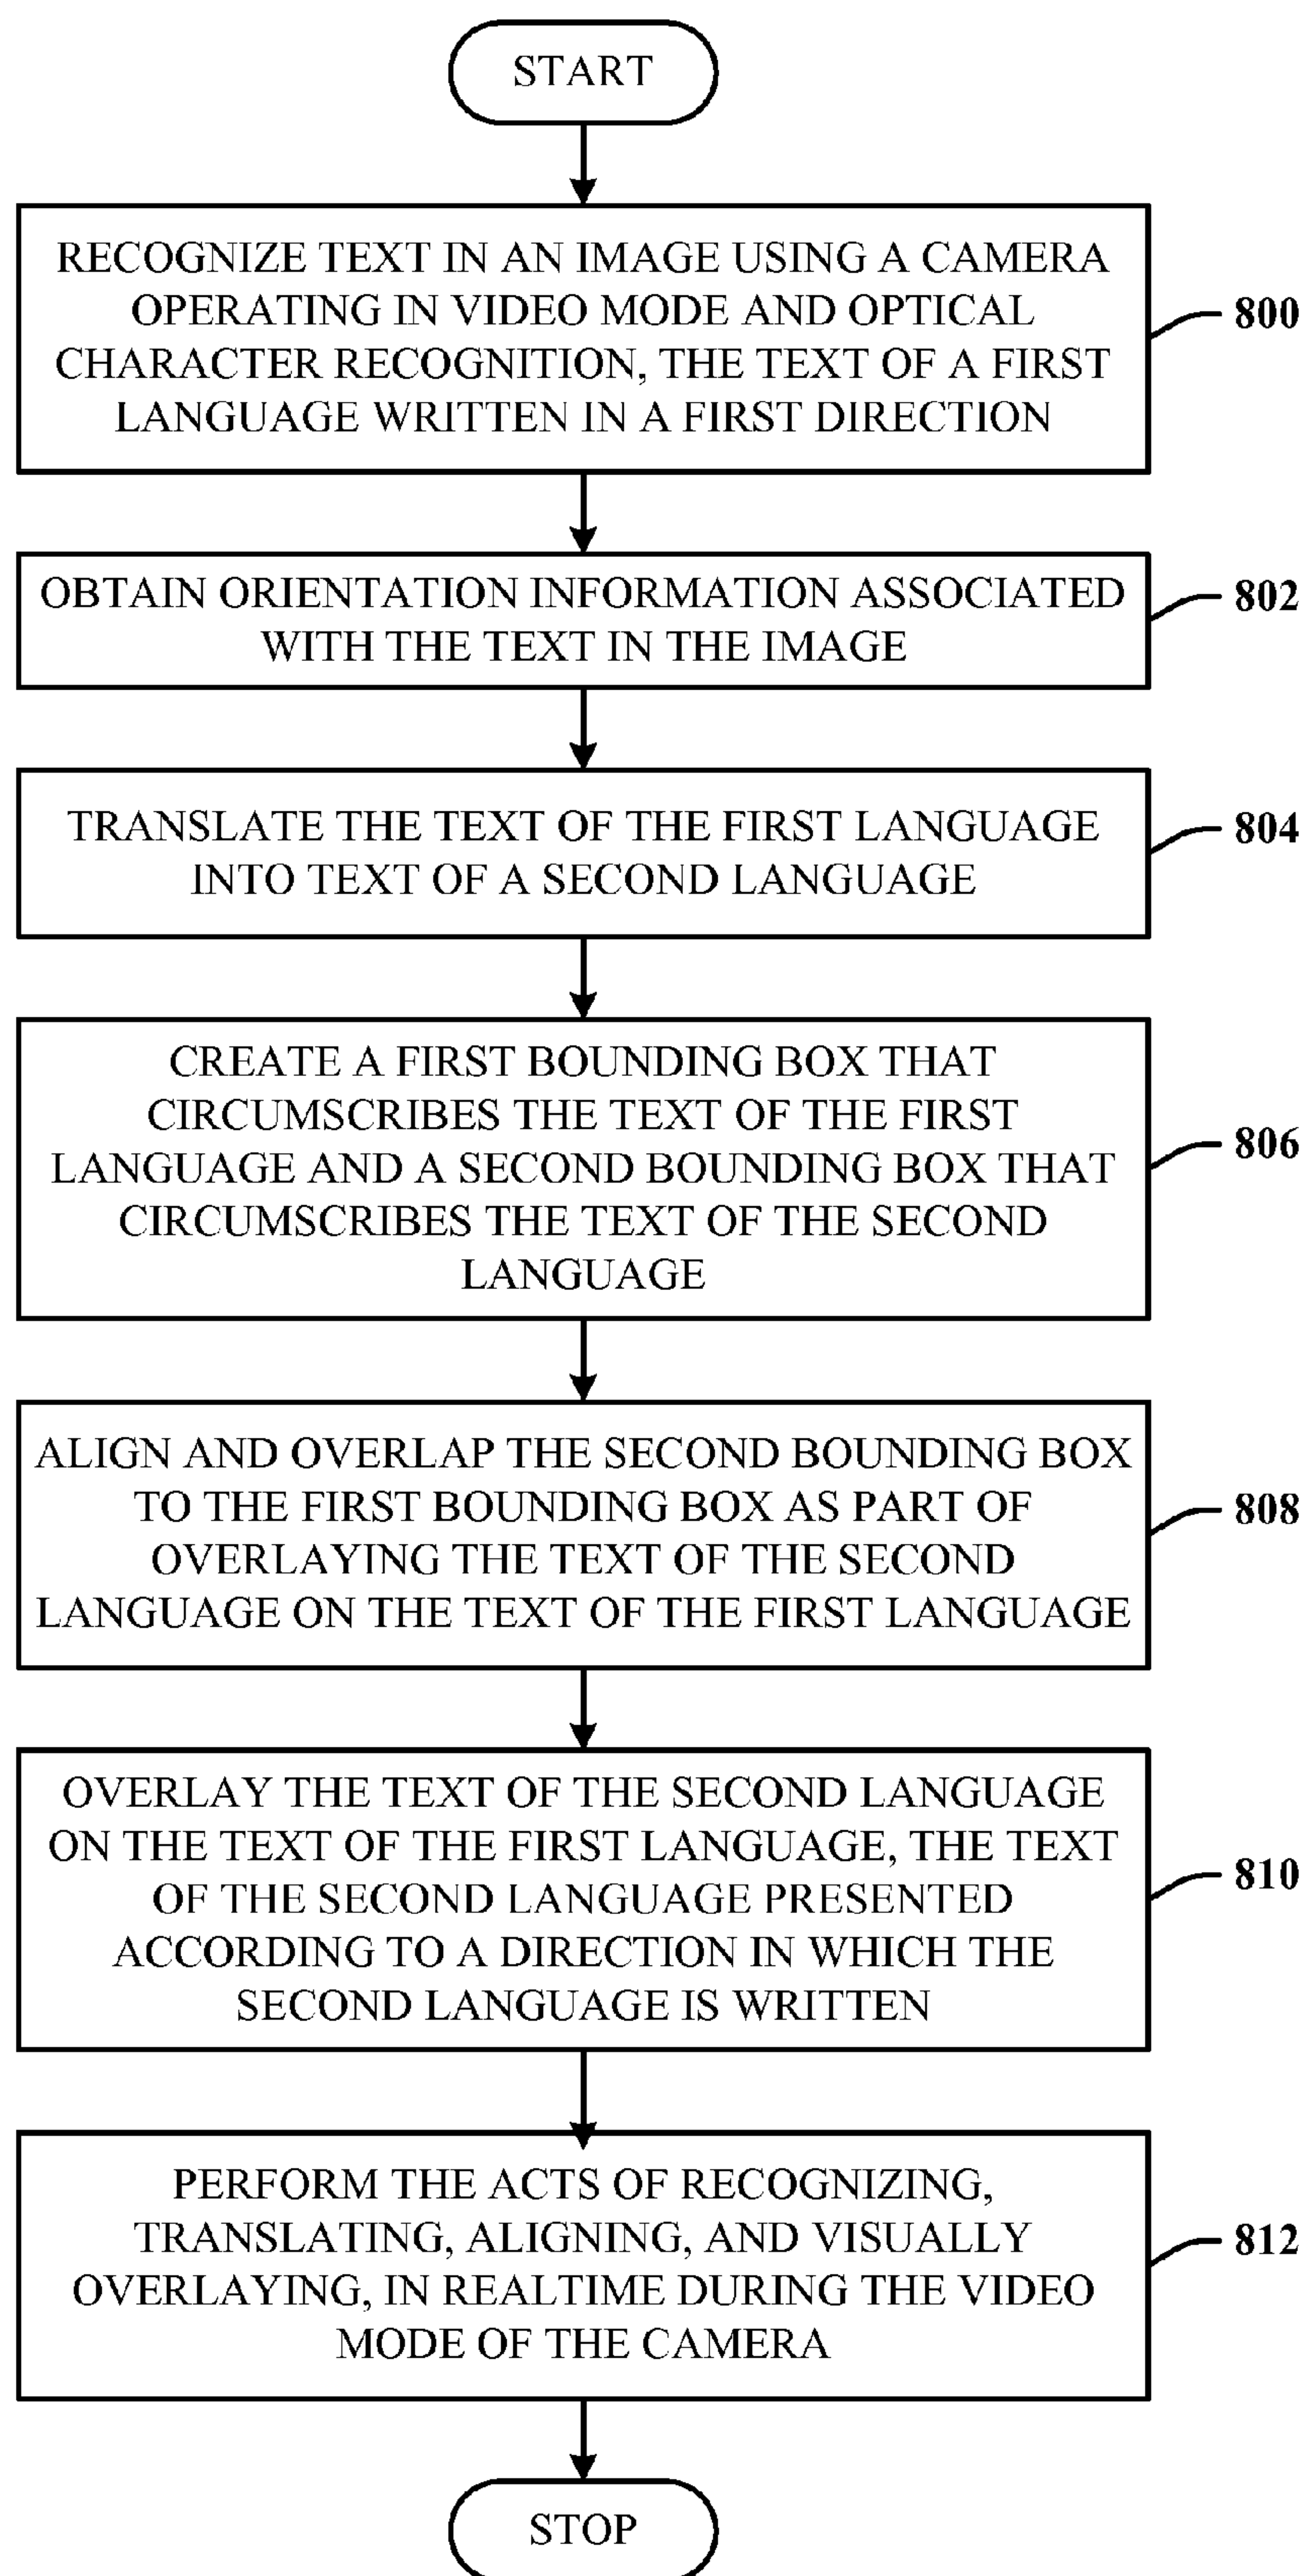 START
RECOGNIZE TEXT IN AN IMAGE USING A CAMERA
OPERATING IN VIDEO MODE AND OPTICAL
CHARACTER RECOGNITION, THE TEXT OF A FIRST
LANGUAGE WRITTEN IN A FIRST DIRECTION
800
OBTAIN ORIENTATION INFORMATION ASSOCIATED
WITH THE TEXT IN THE IMAGE
802
TRANSLATE THE TEXT OF THE FIRST LANGUAGE
INTO TEXT OF A SECOND LANGUAGE
804
CREATE A FIRST BOUNDING BOX THAT
CIRCUMSCRIBES THE TEXT OF THE FIRST
LANGUAGE AND A SECOND BOUNDING BOX THAT
CIRCUMSCRIBES THE TEXT OF THE SECOND
LANGUAGE
806
ALIGN AND OVERLAP THE SECOND BOUNDING BOX
TO THE FIRST BOUNDING BOX AS PART OF
OVERLAYING THE TEXT OF THE SECOND
LANGUAGE ON THE TEXT OF THE FIRST LANGUAGE
808
OVERLAY THE TEXT OF THE SECOND LANGUAGE
ON THE TEXT OF THE FIRST LANGUAGE, THE TEXT
OF THE SECOND LANGUAGE PRESENTED
ACCORDING TO A DIRECTION IN WHICH THE
SECOND LANGUAGE IS WRITTEN
810
PERFORM THE ACTS OF RECOGNIZING,
TRANSLATING, ALIGNING, AND VISUALLY
OVERLAYING, IN REALTIME DURING THE VIDEO
MODE OF THE CAMERA
812
STOP